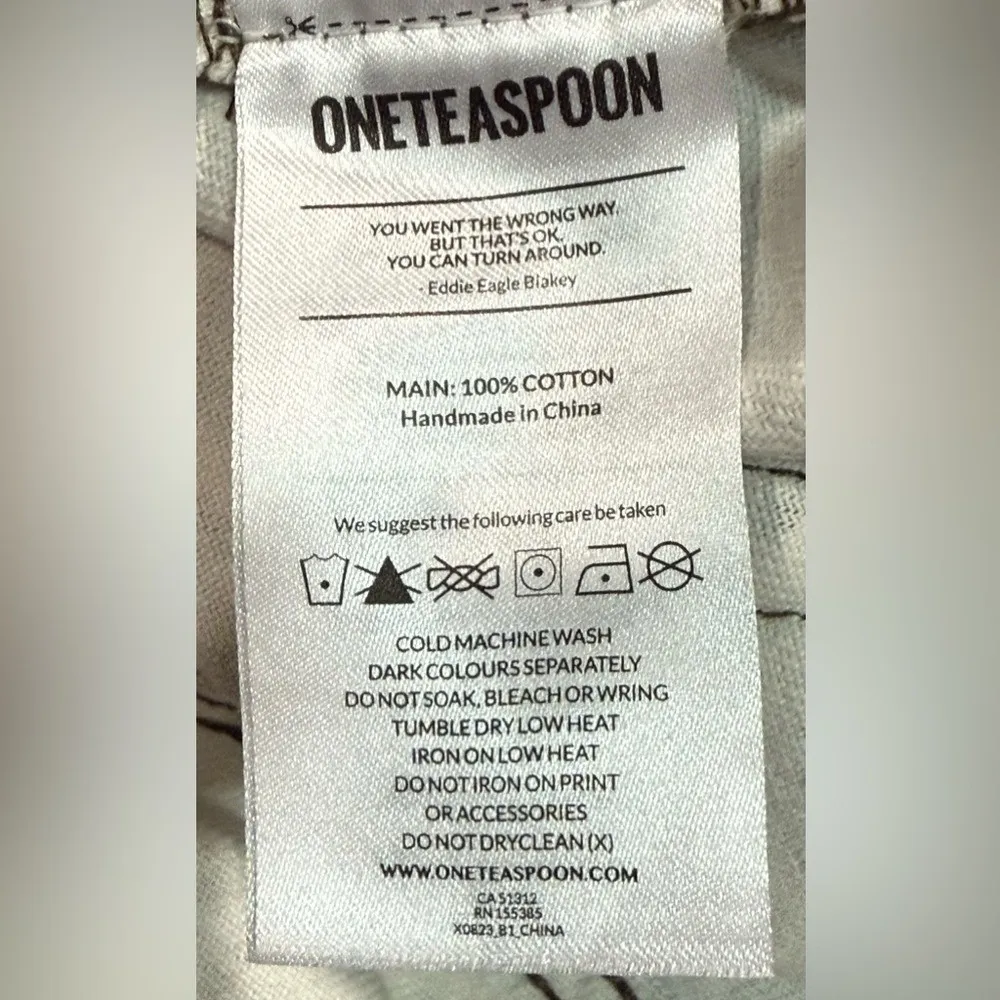 ONETEASPOON
YOU WENT THE WRONG WAY.
BUT THAT'S OK.
YOU CAN TURN AROUND.
- Eddie Eagle Blakey
MAIN: 100% COTTON
Handmade in China
We suggest the following care be taken
COLD MACHINE WASH
DARK COLOURS SEPARATELY
DO NOT SOAK, BLEACH OR WRING
TUMBLE DRY LOW HEAT
IRON ON LOW HEAT
DO NOT IRON ON PRINT
OR ACCESSORIES
DO NOT DRYCLEAN (X)
WWW.ONETEASPOON.COM
CA 51312
RN 155385
X0823_B1_CHINA